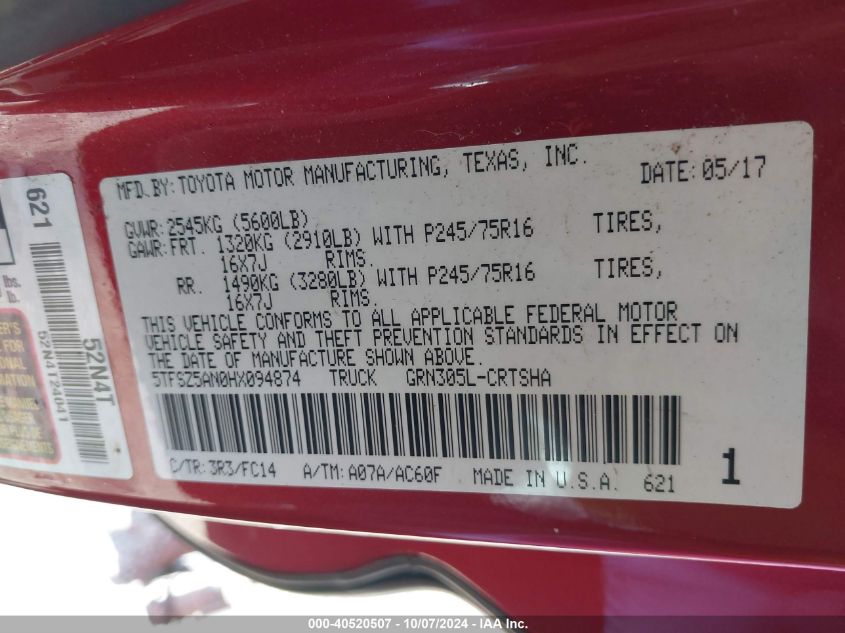 MFD.BY:TOYOTA MOTOR MANUFACTURING, TEXAS, INC. DATE:05/17
GVWR:2545KG (5600LB)
GAWR:FRT. 1320KG (2910LB) WITH P245/75R16 TIRES,
16X7J RIMS,
RR. 1490KG (3280LB) WITH P245/75R16 TIRES,
16X7J RIMS.
THIS VEHICLE CONFORMS TO ALL APPLICABLE FEDERAL MOTOR
VEHICLE SAFETY AND THEFT PREVENTION STANDARDS IN EFFECT ON
THE DATE OF MANUFACTURE SHOWN ABOVE.
5TFSZ5AN0HX094874 TRUCK GRN305L-CRTSHA
C/TR:3R3/FC14 A/TM:A07A/AC60F MADE IN U.S.A. 621 1
621
52N4T24041
52N4T
lbs.
lb.
FOR
000-40520507 - 10/07/2024 - IAA Inc.